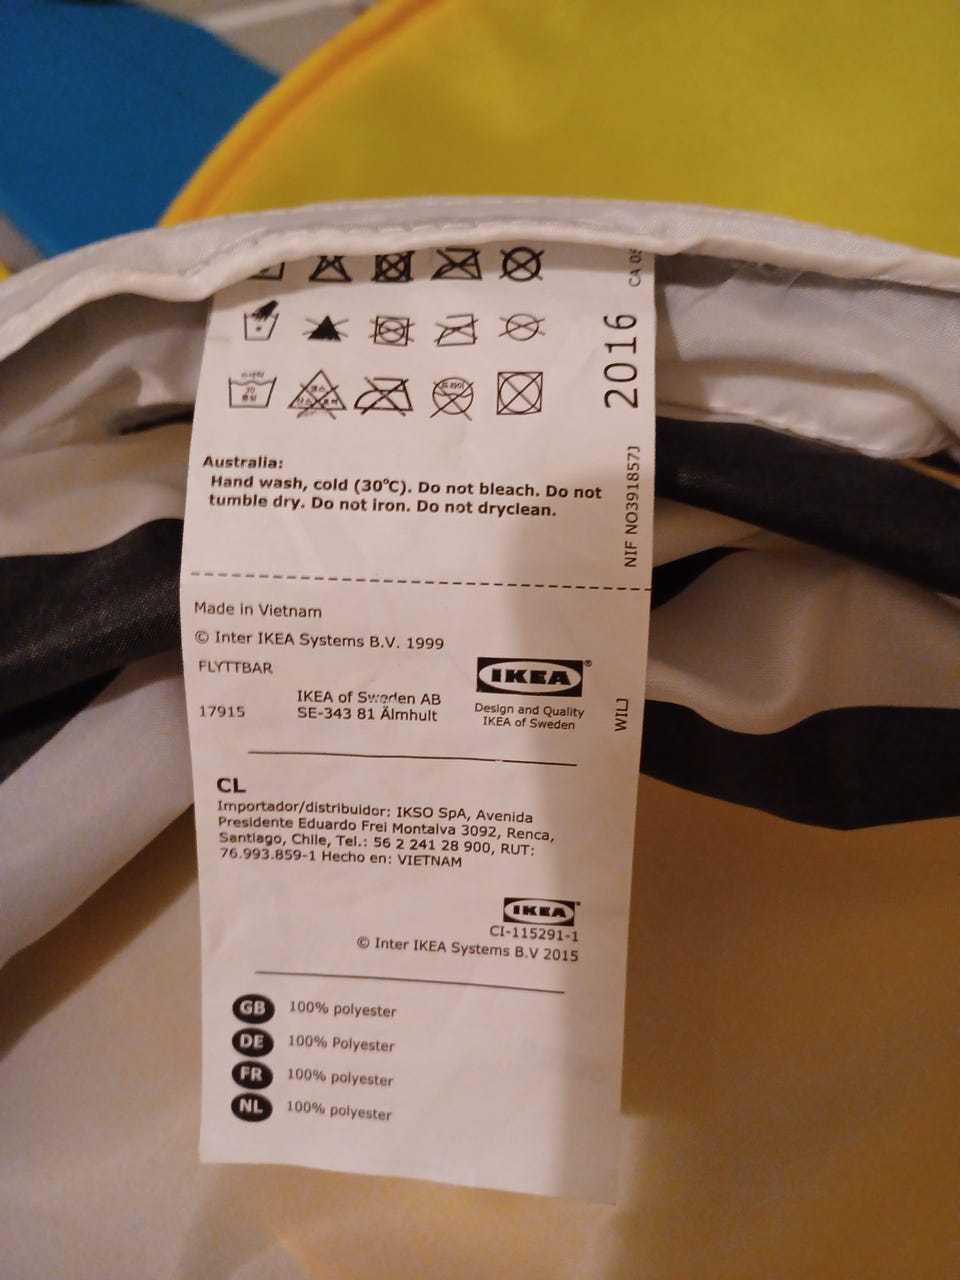 CA
2016
NIF NO391857J
30
Australia:
Hand wash, cold (30°C). Do not bleach. Do not
tumble dry. Do not iron. Do not dryclean.
Made in Vietnam
© Inter IKEA Systems B.V. 1999
FLYTTBAR
17915
IKEA of Sweden AB
SE-343 81 Älmhult
IKEA®
Design and Quality
IKEA of Sweden
WILJ
CL
Importador/distribuidor: IKSO SpA, Avenida
Presidente Eduardo Frei Montalva 3092, Renca,
Santiago, Chile, Tel.: 56 2 241 28 900, RUT:
76.993.859-1 Hecho en: VIETNAM
IKEA®
CI-115291-1
© Inter IKEA Systems B.V 2015
GB 100% polyester
DE 100% Polyester
FR 100% polyester
NL 100% polyester